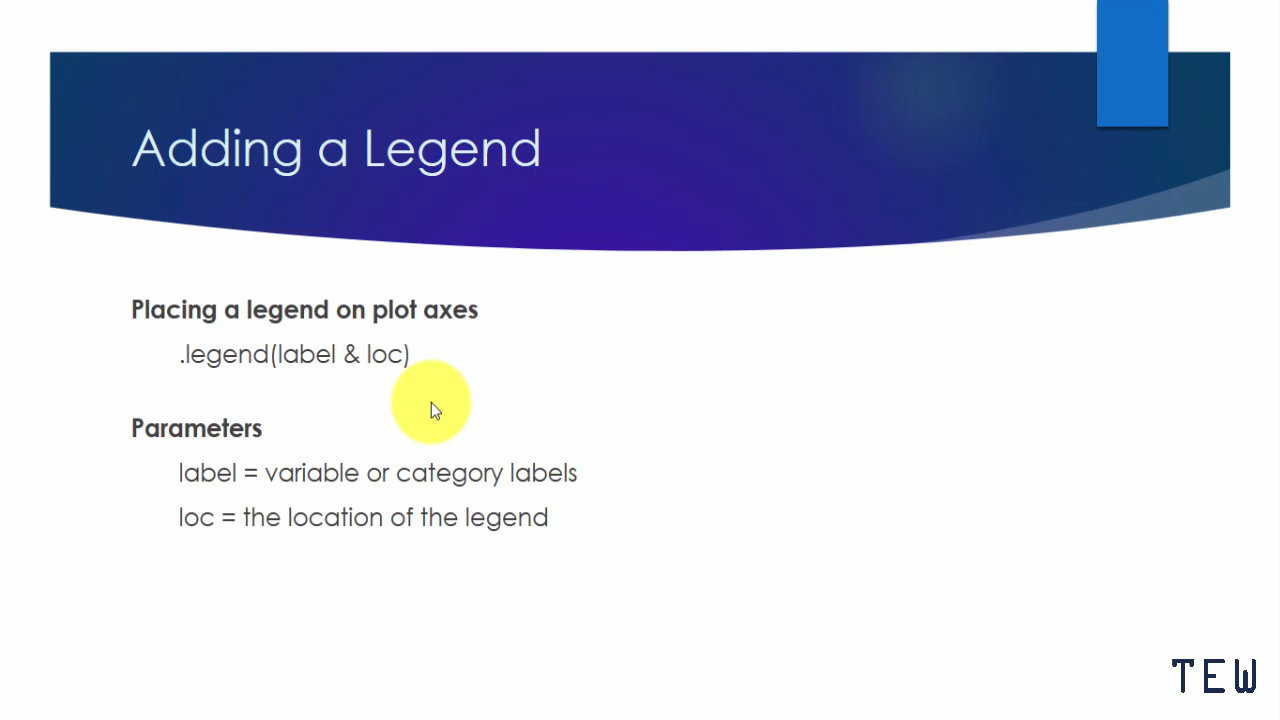 Adding a Legend
Placing a legend on plot axes
.legend(label & loc)
Parameters
label = variable or category labels
loc = the location of the legend
TEW